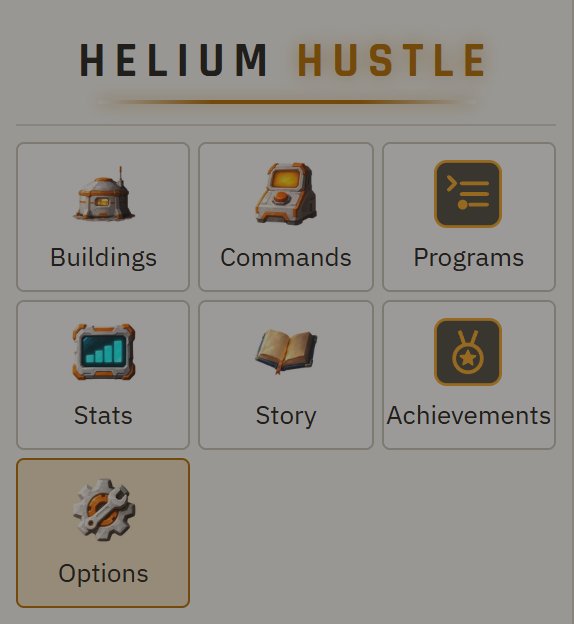 HELIUM HUSTLE
Buildings
Commands
Programs
Stats
Story
Achievements
Options